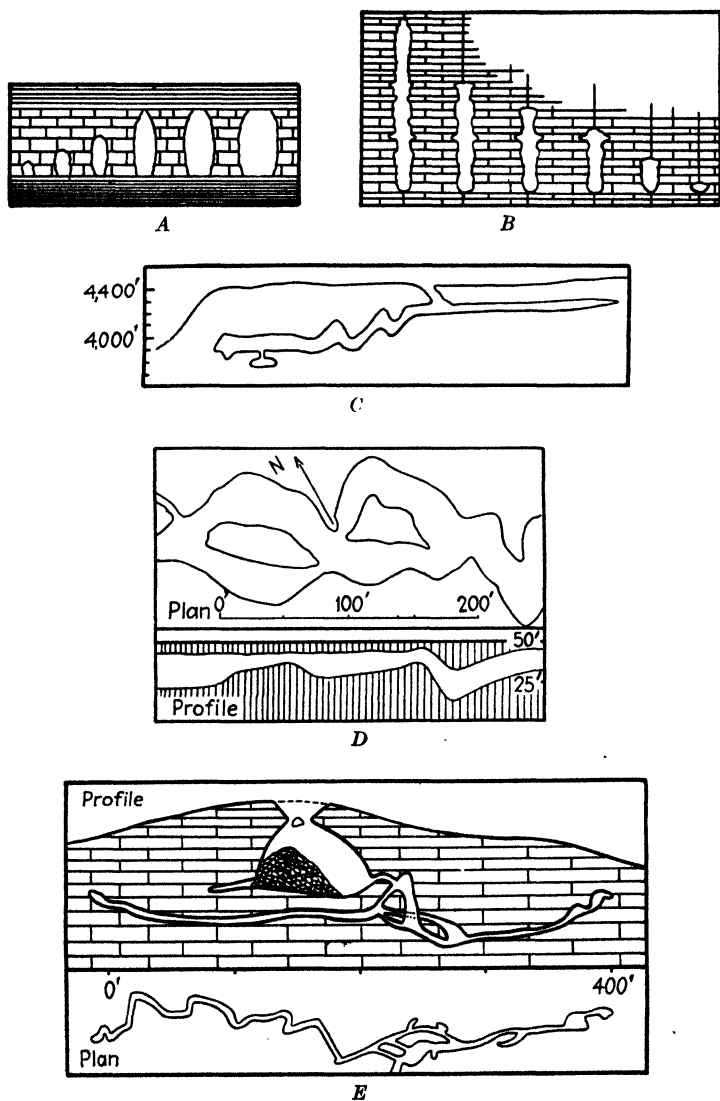 A
B
4,400'
4,000'
C
N
Plan 0' 100' 200'
50'
25'
Profile
D
Profile
0' 400'
Plan
E